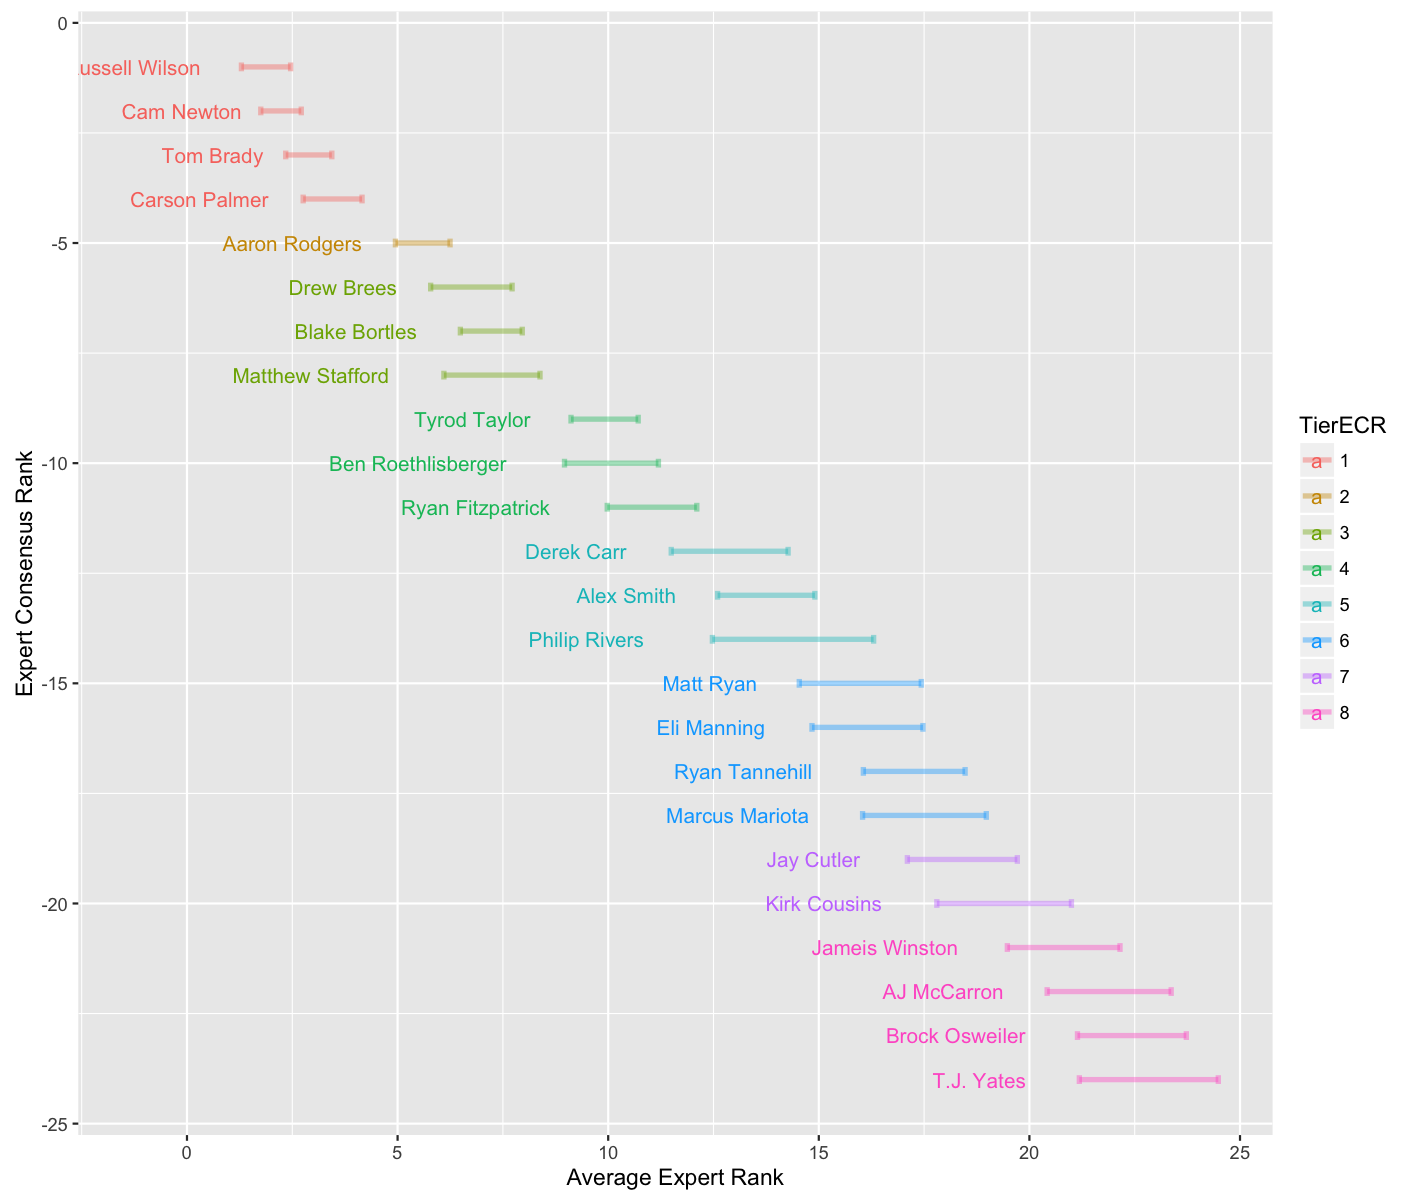 0
ussell Wilson
Cam Newton
Tom Brady
Carson Palmer
-5
Aaron Rodgers
Drew Brees
Blake Bortles
Matthew Stafford
Tyrod Taylor
-10
Ben Roethlisberger
Ryan Fitzpatrick
Derek Carr
Alex Smith
Philip Rivers
-15
Matt Ryan
Eli Manning
Ryan Tannehill
Marcus Mariota
Jay Cutler
-20
Kirk Cousins
Jameis Winston
AJ McCarron
Brock Osweiler
T.J. Yates
-25
0 5 10 15 20 25
Average Expert Rank
Expert Consensus Rank
TierECR
a 1
a 2
a 3
a 4
a 5
a 6
a 7
a 8